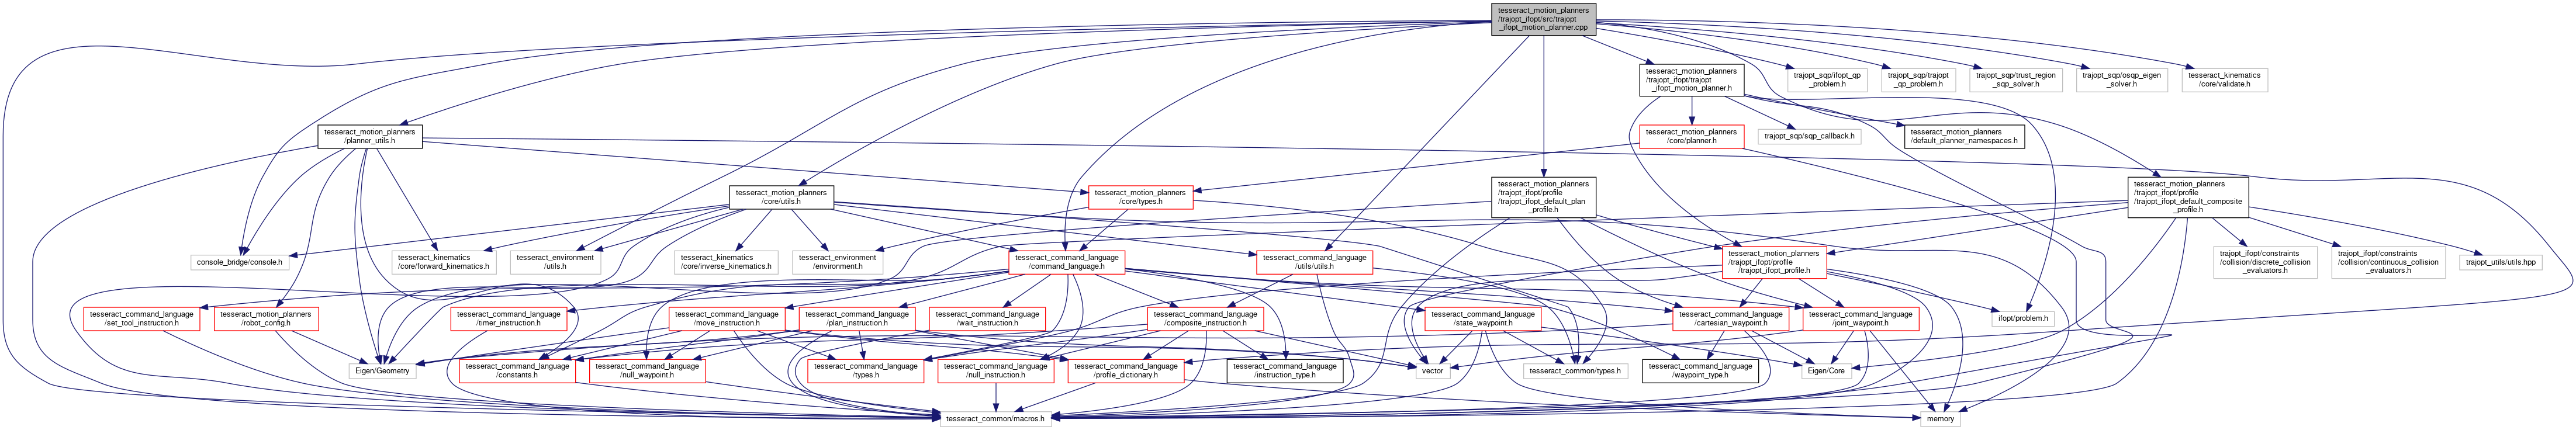 tesseract_motion_planners
/trajopt_ifopt/src/trajopt
_ifopt_motion_planner.cpp
tesseract_motion_planners
/trajopt_ifopt/trajopt
_ifopt_motion_planner.h
trajopt_sqp/ifopt_qp
_problem.h
trajopt_sqp/trajopt
_qp_problem.h
trajopt_sqp/trust_region
_sqp_solver.h
trajopt_sqp/osqp_eigen
_solver.h
tesseract_kinematics
/core/validate.h
tesseract_motion_planners
/planner_utils.h
tesseract_motion_planners
/core/planner.h
trajopt_sqp/sqp_callback.h
tesseract_motion_planners
/default_planner_namespaces.h
tesseract_motion_planners
/core/utils.h
tesseract_motion_planners
/core/types.h
tesseract_motion_planners
/trajopt_ifopt/profile
/trajopt_ifopt_default_plan
_profile.h
tesseract_motion_planners
/trajopt_ifopt/profile
/trajopt_ifopt_default_composite
_profile.h
console_bridge/console.h
tesseract_kinematics
/core/forward_kinematics.h
tesseract_environment
/utils.h
tesseract_kinematics
/core/inverse_kinematics.h
tesseract_environment
/environment.h
tesseract_command_language
/command_language.h
tesseract_command_language
/utils/utils.h
tesseract_motion_planners
/trajopt_ifopt/profile
/trajopt_ifopt_profile.h
trajopt_ifopt/constraints
/collision/discrete_collision
_evaluators.h
trajopt_ifopt/constraints
/collision/continuous_collision
_evaluators.h
trajopt_utils/utils.hpp
tesseract_command_language
/set_tool_instruction.h
tesseract_motion_planners
/robot_config.h
tesseract_command_language
/timer_instruction.h
tesseract_command_language
/move_instruction.h
tesseract_command_language
/plan_instruction.h
tesseract_command_language
/wait_instruction.h
tesseract_command_language
/composite_instruction.h
tesseract_command_language
/state_waypoint.h
tesseract_command_language
/cartesian_waypoint.h
tesseract_command_language
/joint_waypoint.h
ifopt/problem.h
Eigen/Geometry
tesseract_command_language
/constants.h
tesseract_command_language
/null_waypoint.h
tesseract_command_language
/types.h
tesseract_command_language
/null_instruction.h
tesseract_command_language
/profile_dictionary.h
tesseract_command_language
/instruction_type.h
vector
tesseract_common/types.h
tesseract_command_language
/waypoint_type.h
Eigen/Core
tesseract_common/macros.h
memory